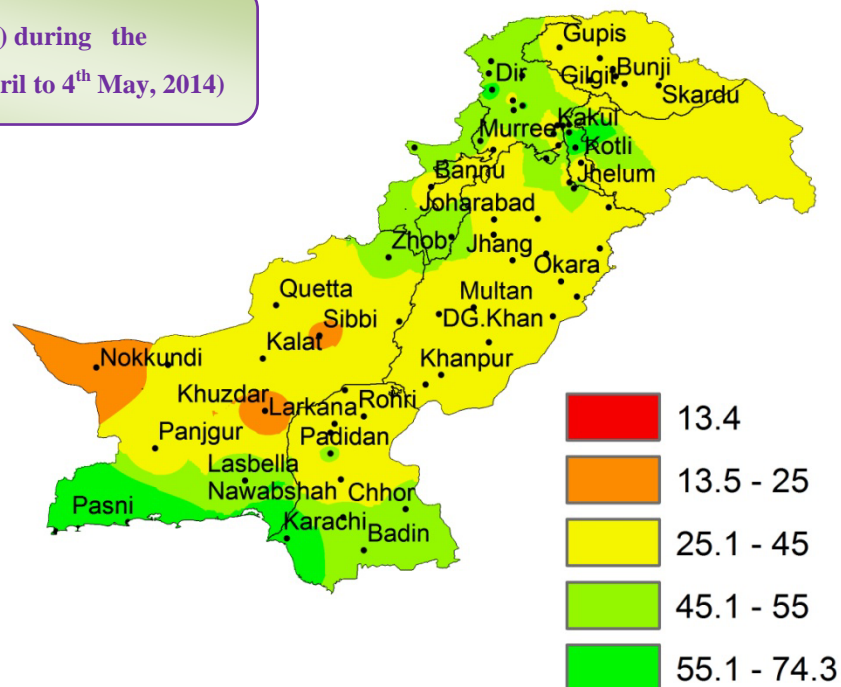 ) during the
ril to 4th May, 2014)
Gupis
Dir
Gilgit Bunji
Skardu
Murree Kakul
Kotli
Bannu
Jhelum
Joharabad
Zhob Jhang
Okara
Quetta
Multan
Sibbi
DG.Khan
Nokkundi
Kalat
Khanpur
Khuzdar Larkana Rohri
Panjgur
Padidan
Lasbella
Nawabshah Chhor
Pasni
Karachi
Badin
13.4
13.5 - 25
25.1 - 45
45.1 - 55
55.1 - 74.3